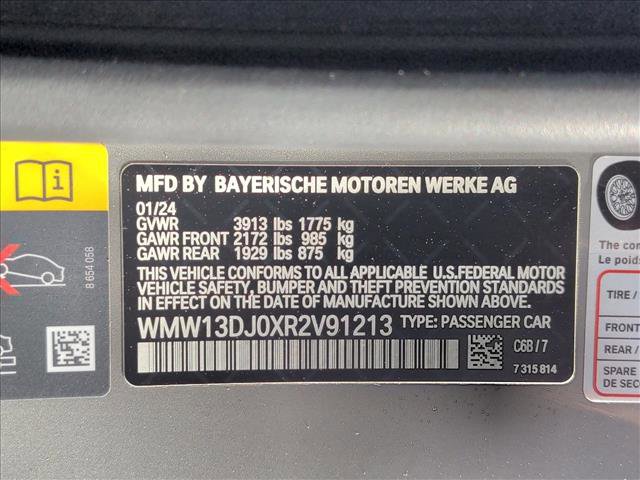 MFD BY BAYERISCHE MOTOREN WERKE AG
01/24
GVWR 3913 lbs 1775 kg
GAWR FRONT 2172 lbs 985 kg
GAWR REAR 1929 lbs 875 kg
THIS VEHICLE CONFORMS TO ALL APPLICABLE U.S.FEDERAL MOTOR
VEHICLE SAFETY, BUMPER AND THEFT PREVENTION STANDARDS
IN EFFECT ON THE DATE OF MANUFACTURE SHOWN ABOVE.
WMW13DJ0XR2V91213 TYPE: PASSENGER CAR
C6B/7
7 315 814
8 654 058
The con
Le poids
TIRE /
FRONT
REAR /
SPARE
DE SEC